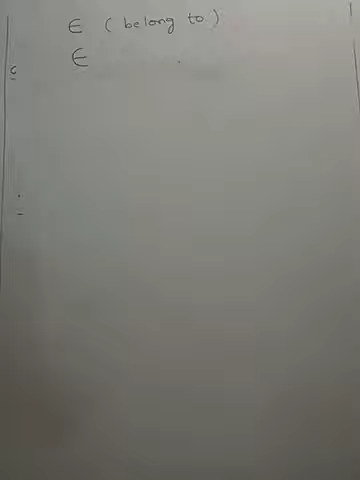 ∈ ( belong to )
∈